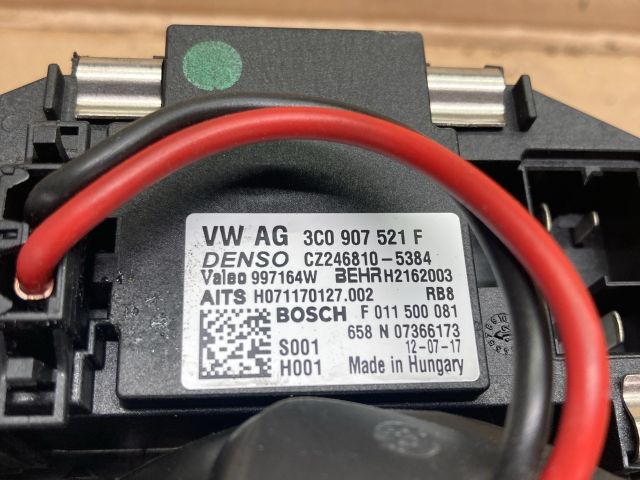 VW AG 3C0 907 521 F
DENSO CZ246810-5384
Valeo 997164W BEHR H2162003
AITS H071170127.002 RB8
BOSCH F 011 500 081
658 N 07366173
S001 12-07-17
H001 Made in Hungary